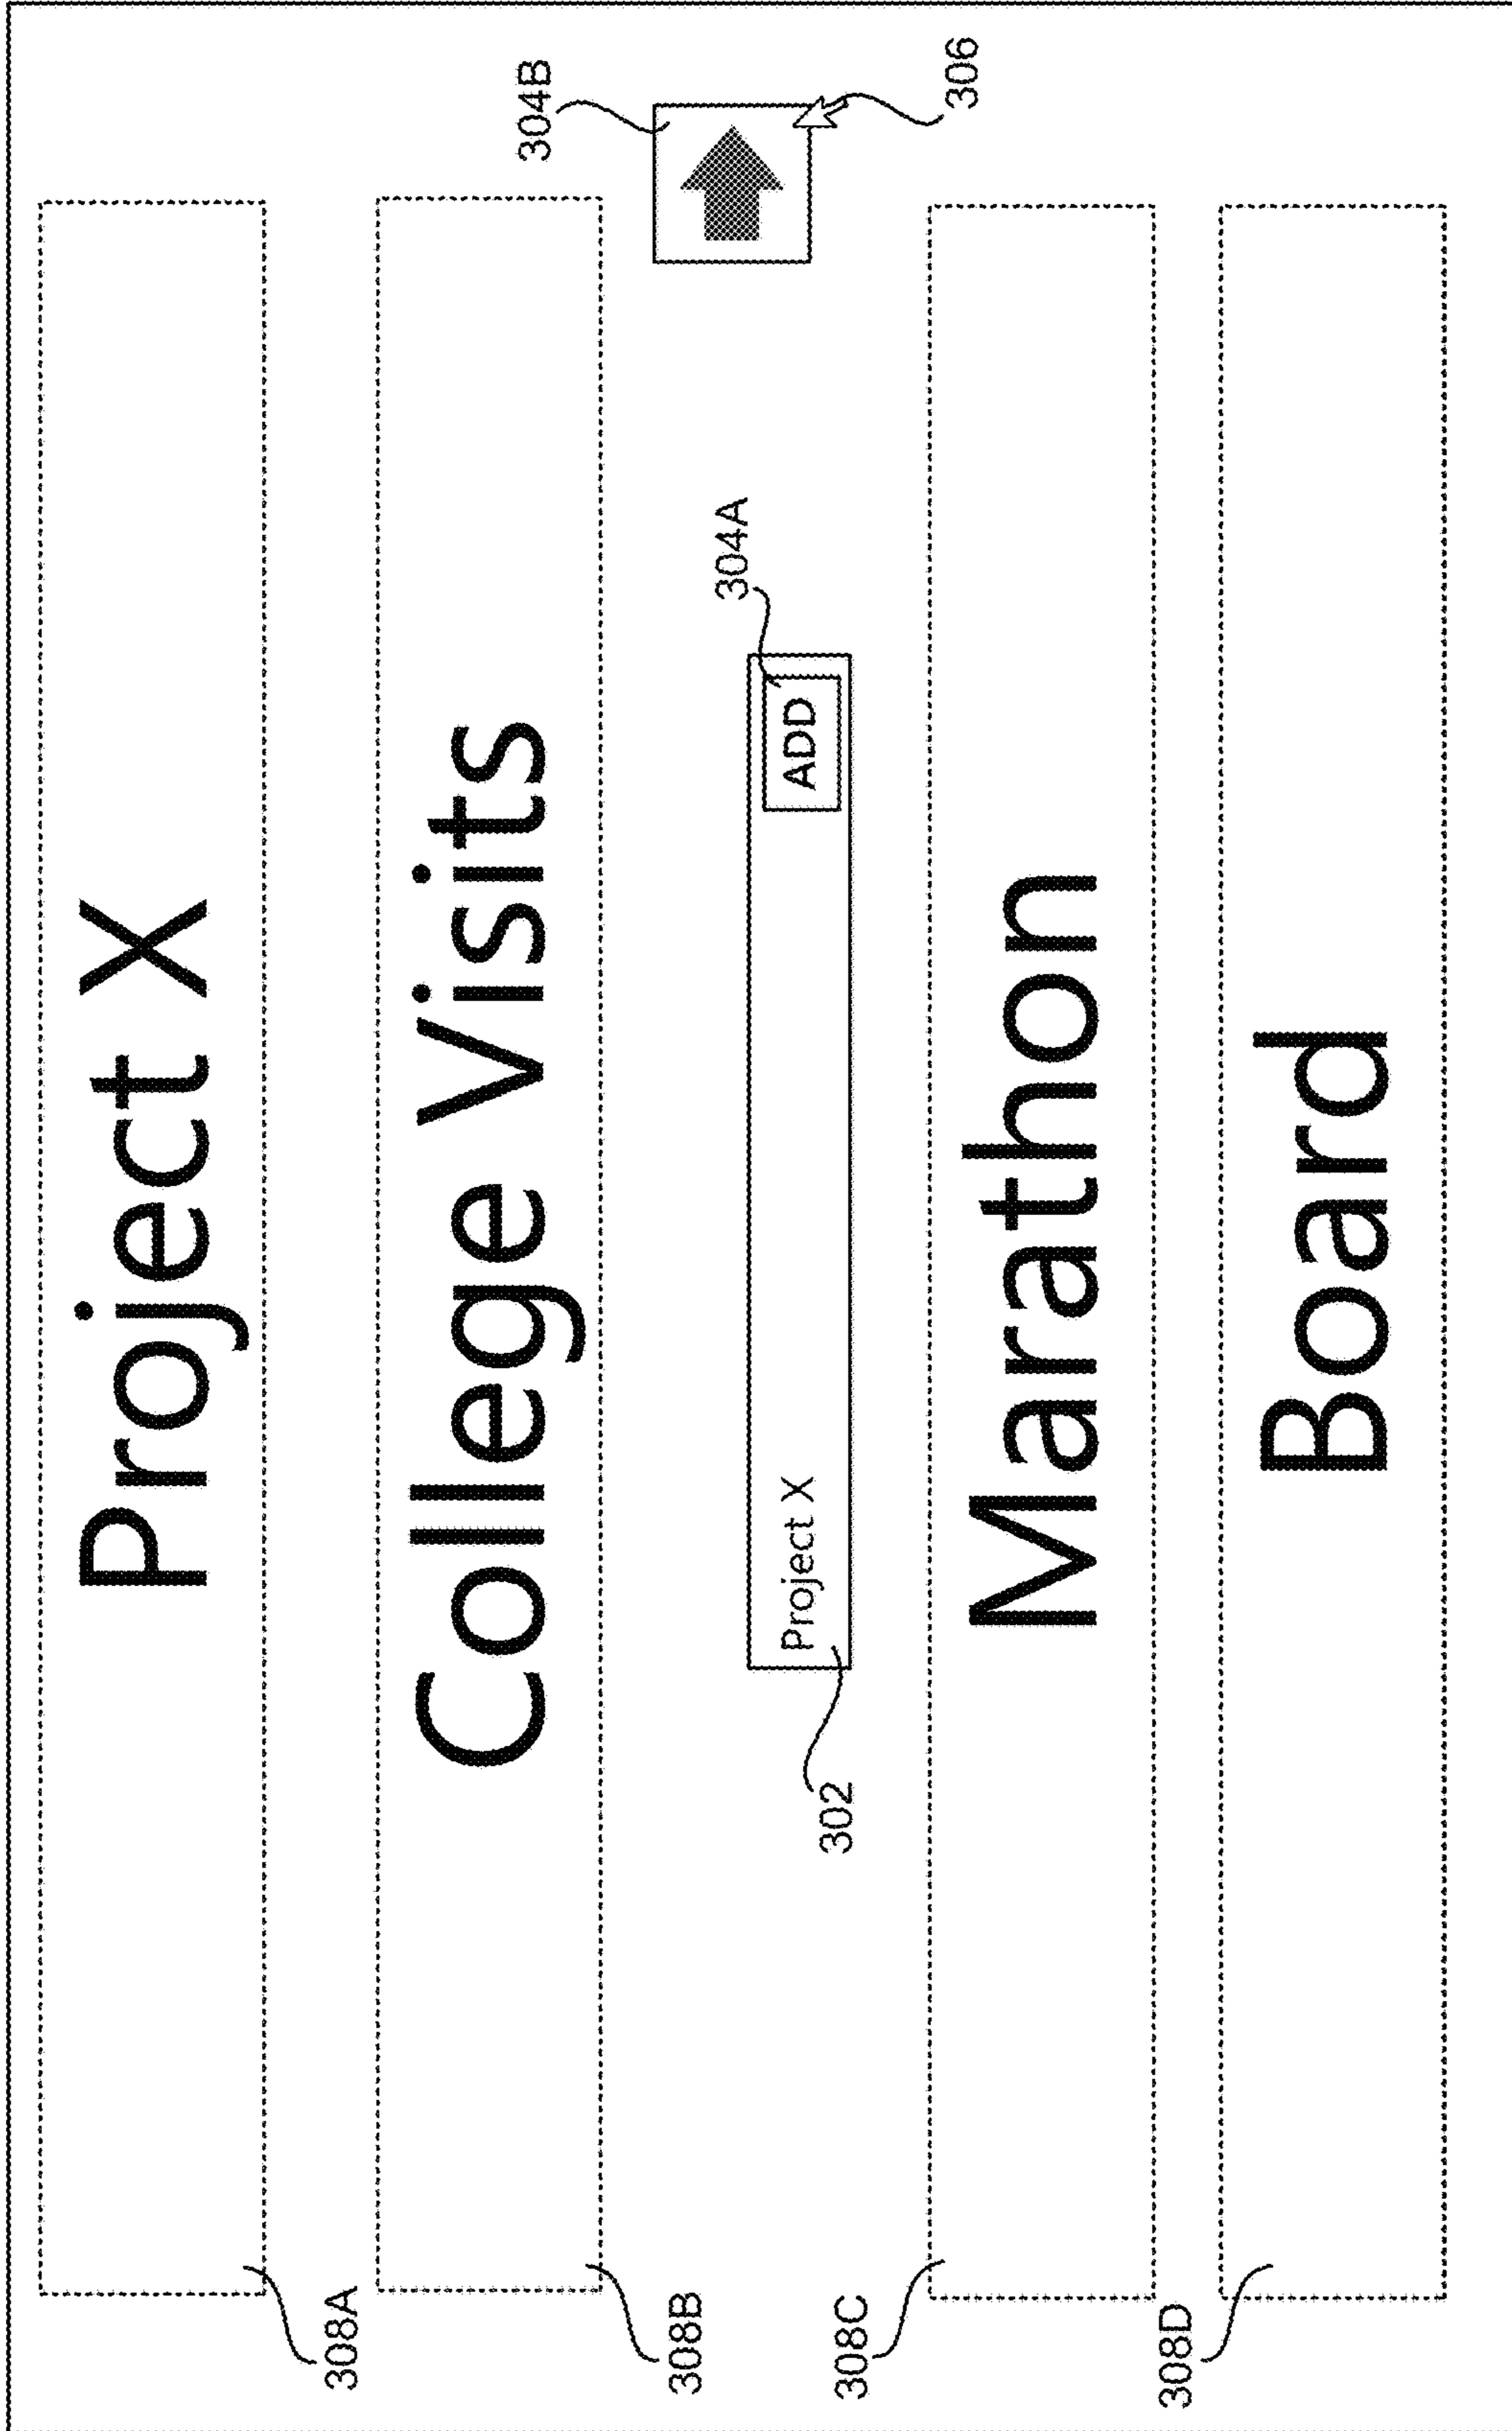 Project X
308A
College Visits
308B
304B
306
304A
Project X
ADD
302
Marathon
308C
Board
308D